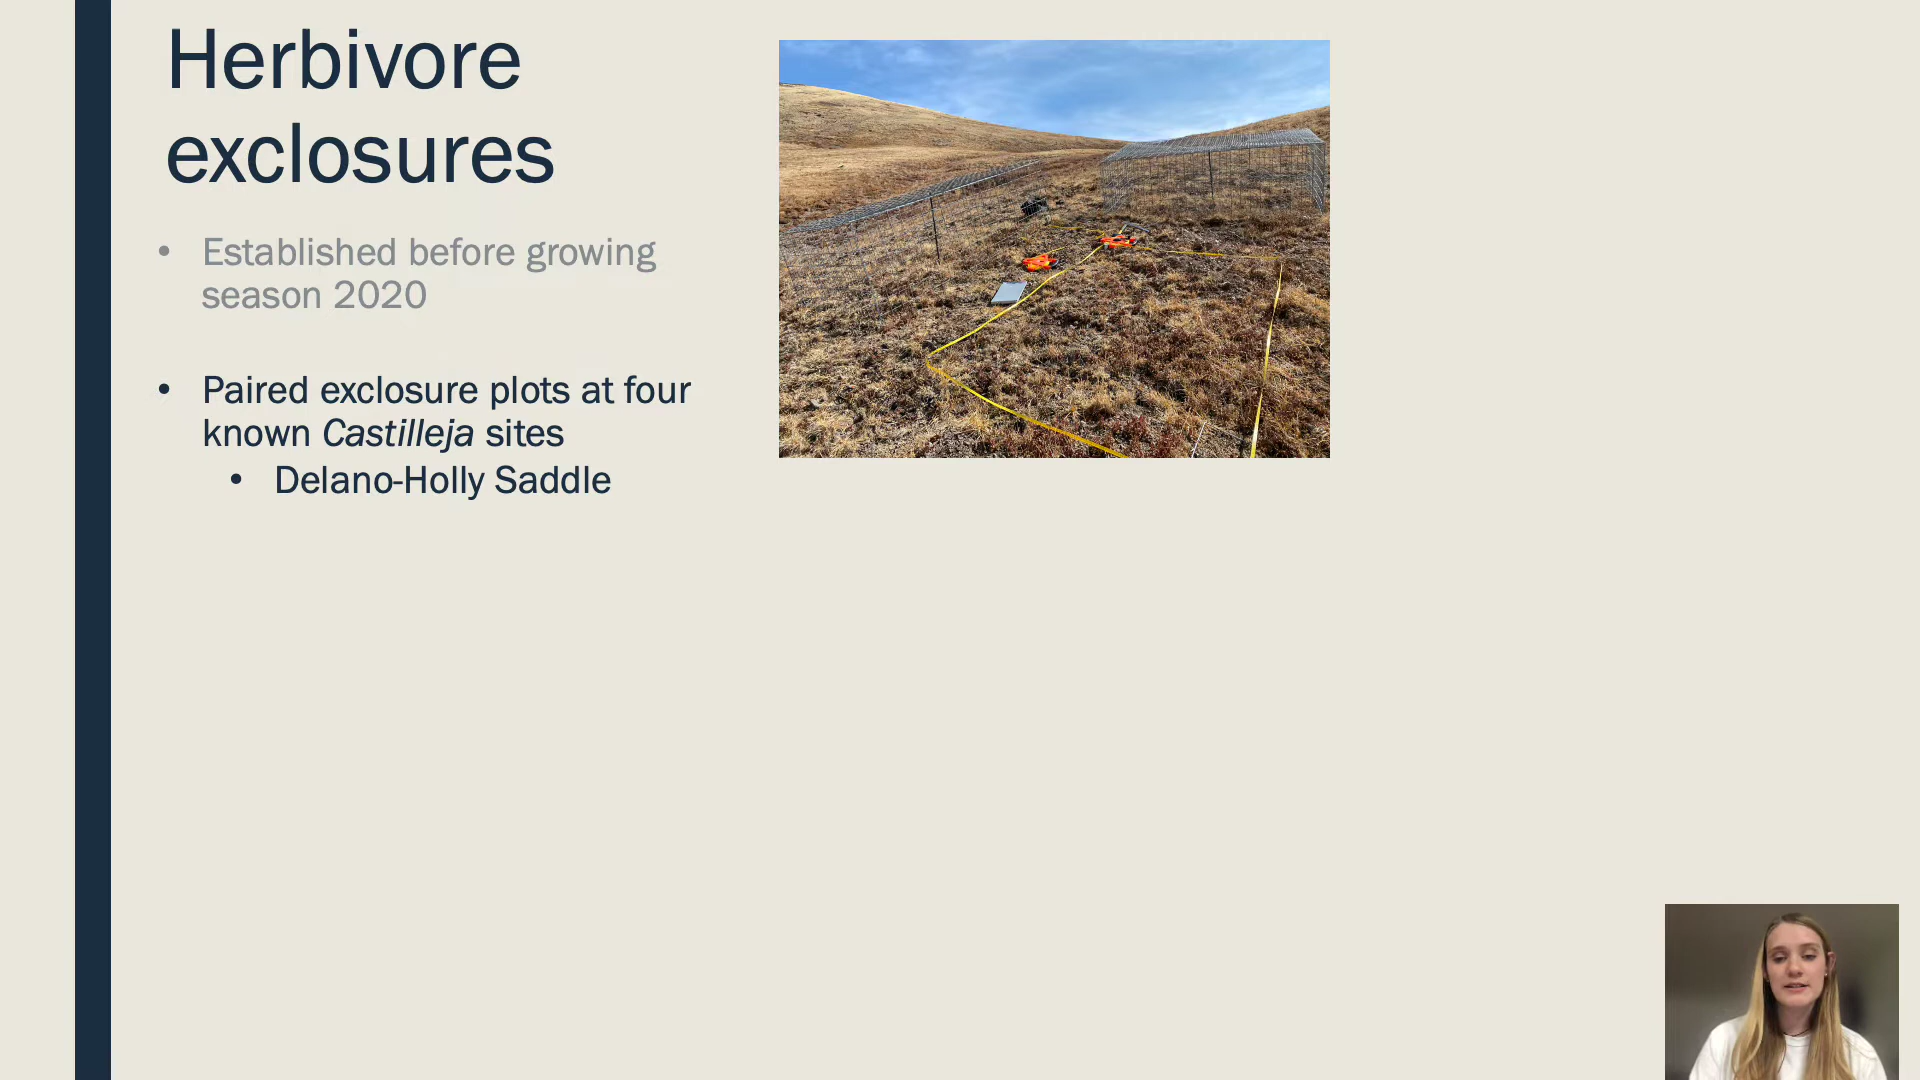 Herbivore
exclosures
• Established before growing
season 2020
• Paired exclosure plots at four
known Castilleja sites
• Delano-Holly Saddle